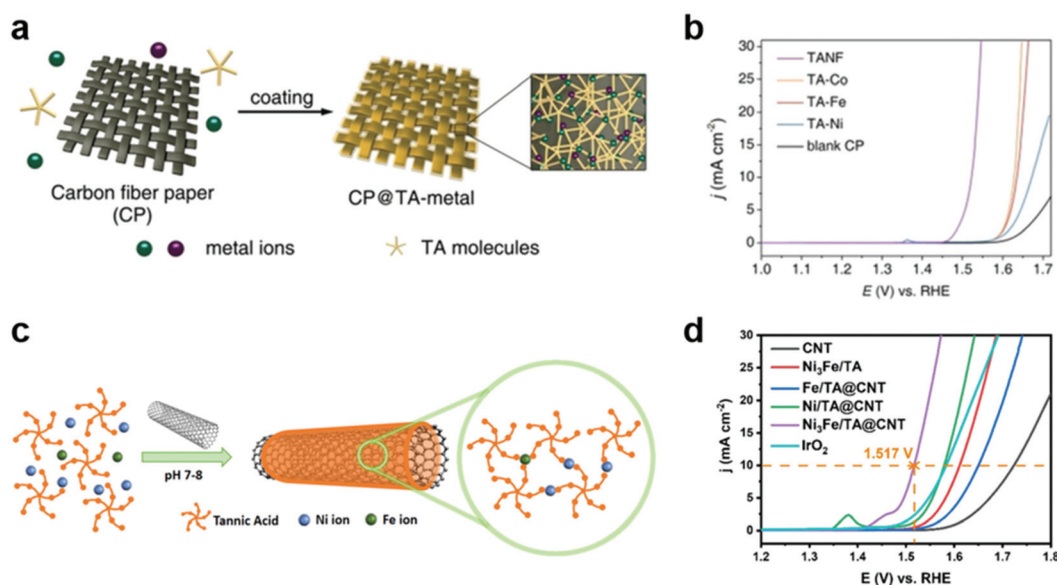 a
coating
Carbon fiber paper
(CP)
CP@TA-metal
metal ions
TA molecules
b
30
25
20
15
10
5
0
j (mA cm⁻²)
TANF
TA-Co
TA-Fe
TA-Ni
blank CP
1.0 1.1 1.2 1.3 1.4 1.5 1.6 1.7
E (V) vs. RHE
c
pH 7-8
Tannic Acid
Ni ion
Fe ion
d
30
25
20
15
10
5
0
j (mA cm⁻²)
CNT
Ni₃Fe/TA
Fe/TA@CNT
Ni/TA@CNT
Ni₃Fe/TA@CNT
IrO₂
1.517 V
1.2 1.3 1.4 1.5 1.6 1.7 1.8
E (V) vs. RHE